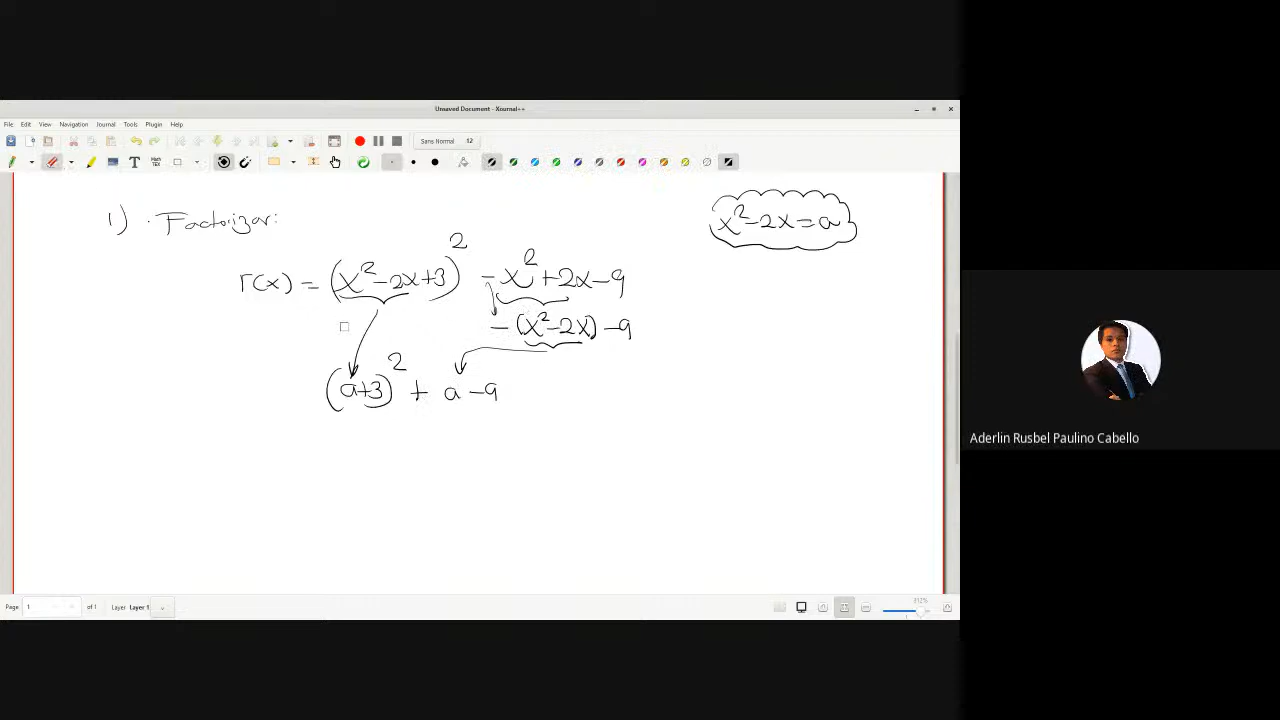 Unsaved Document - Xournal++
File Edit View Navigation Journal Tools Plugin Help
Sans Normal 12
1) . Factorizar:
x²-2x=a
r(x) = (x²-2x+3)² -x²+2x-9
-(x²-2x)-9
(a+3)² + a -9
Aderlin Rusbel Paulino Cabello
Page 1 of 1 Layer Layer 1
312%